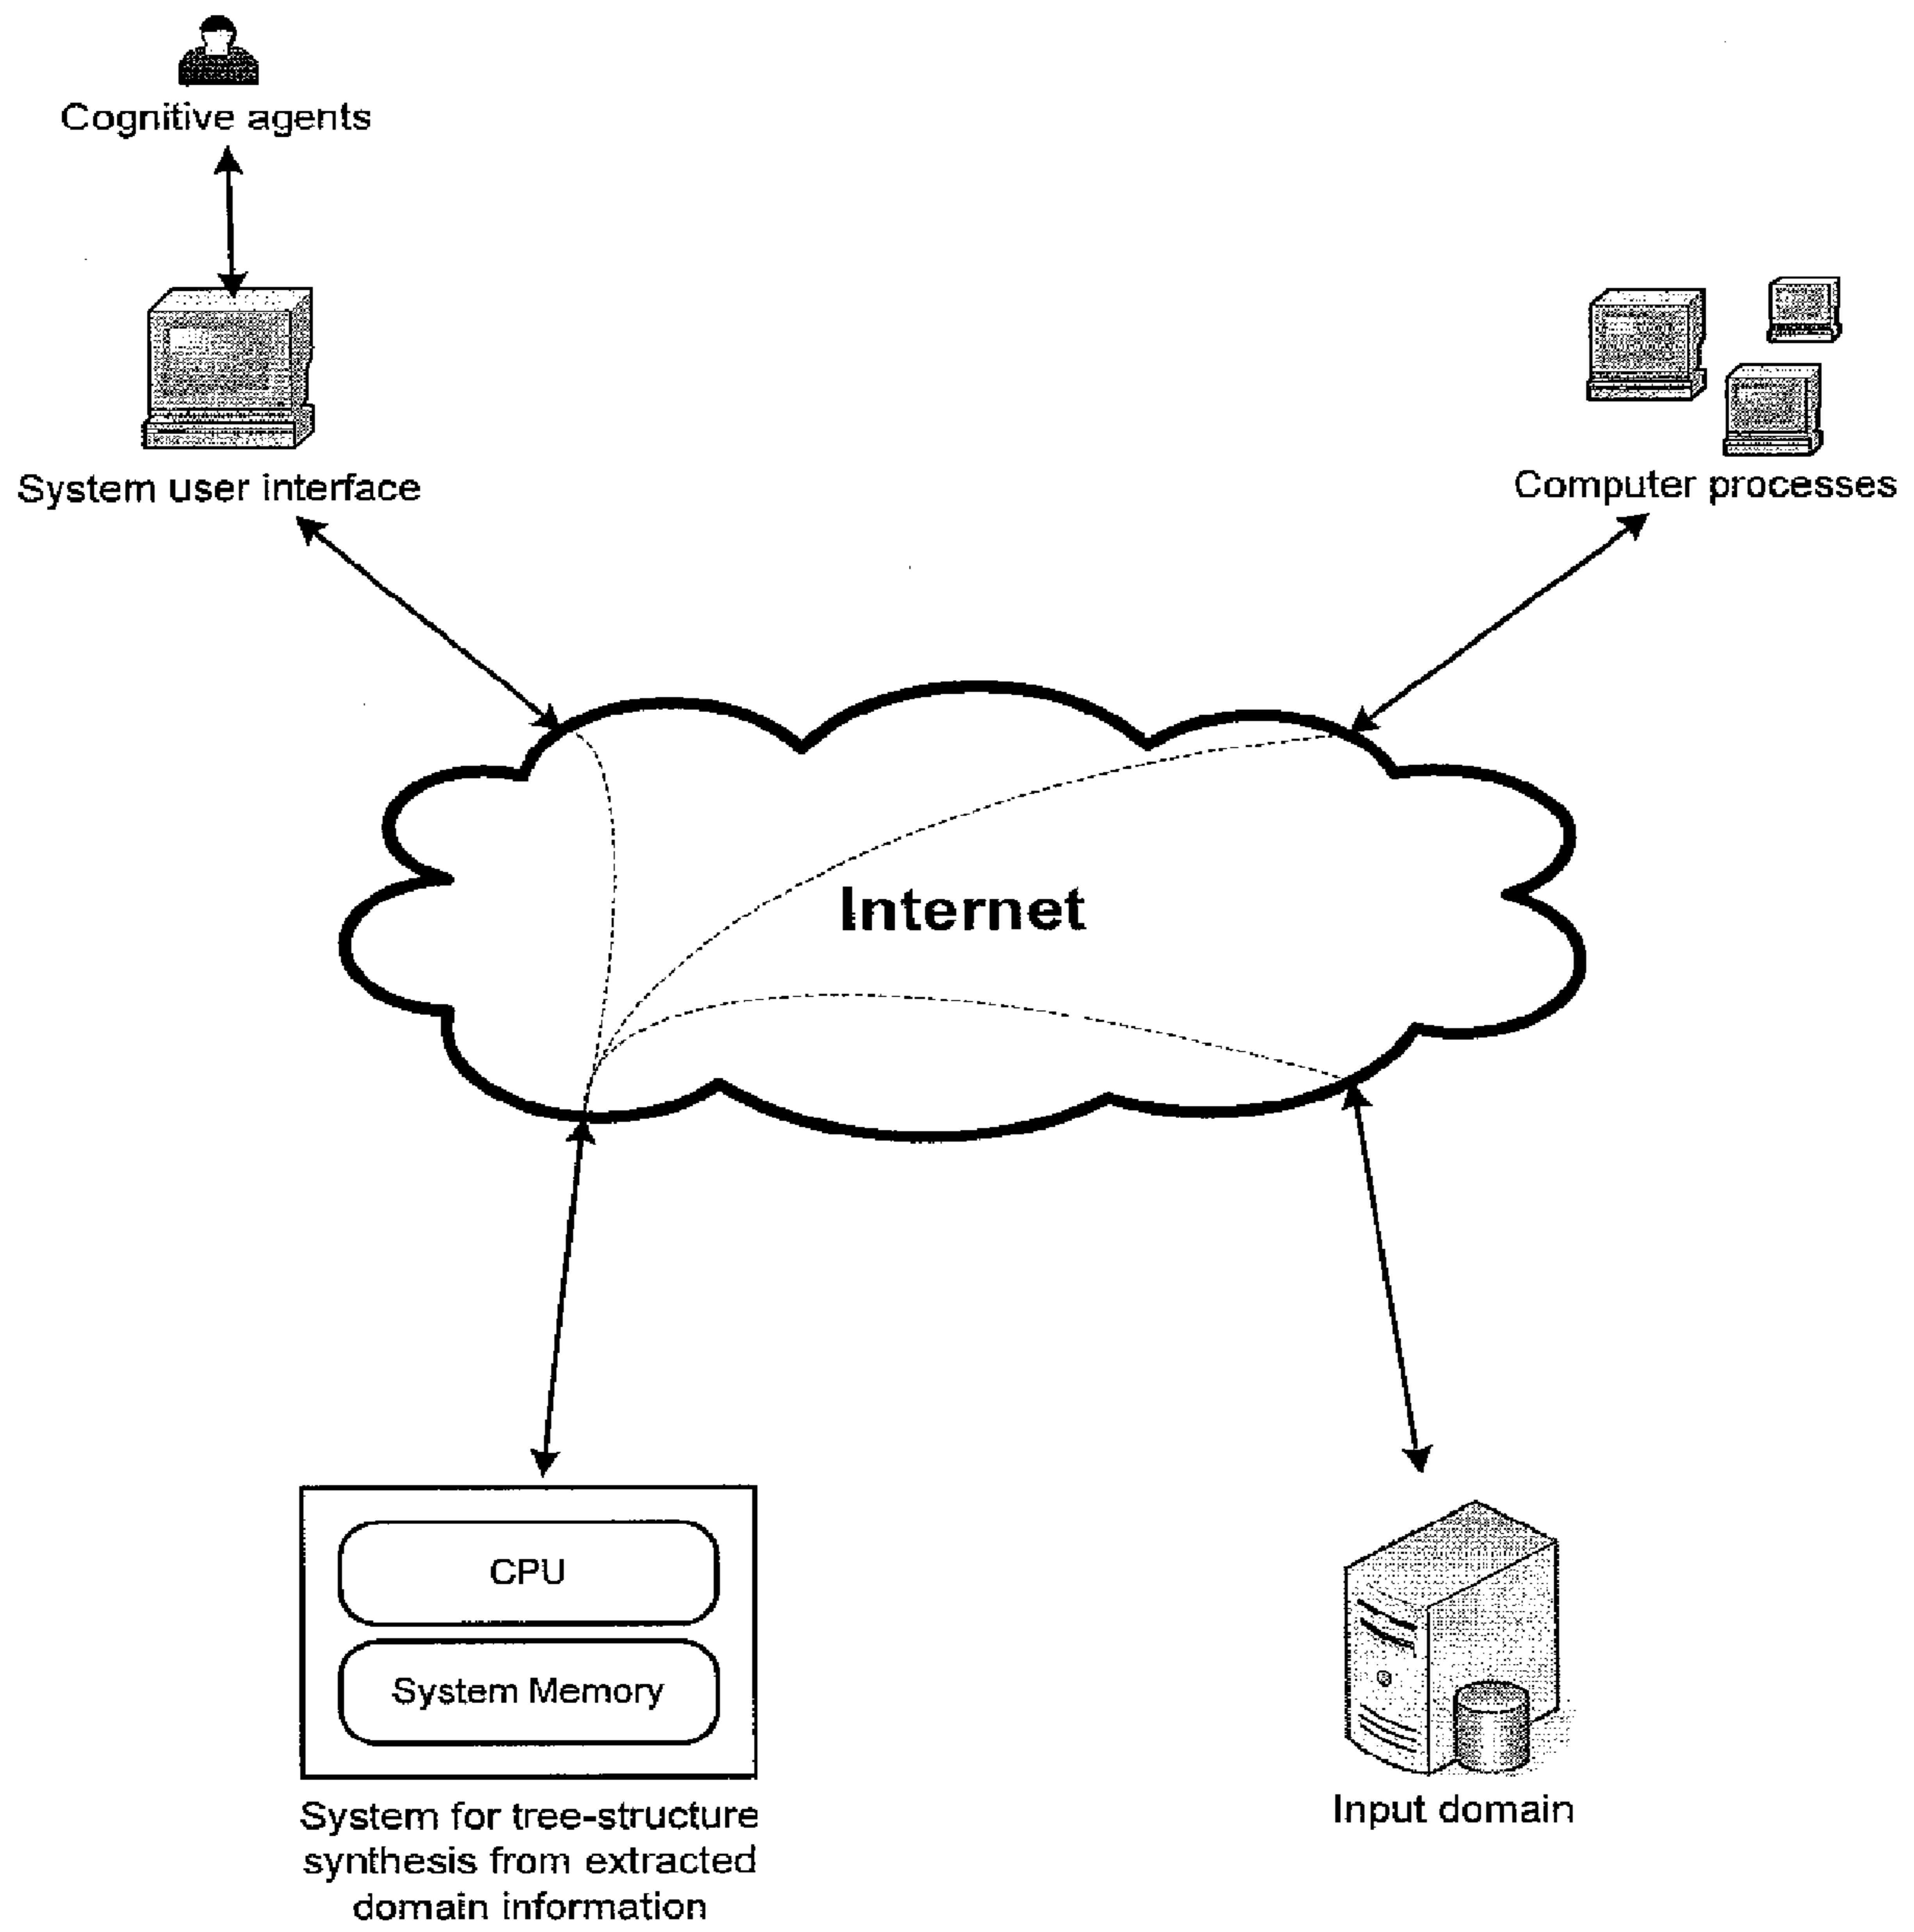 Cognitive agents
System user interface
Computer processes
Internet
CPU
System Memory
System for tree-structure
synthesis from extracted
domain information
Input domain